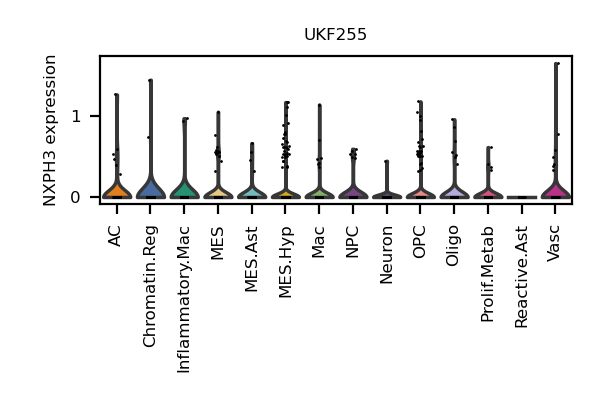 UKF255
NXPH3 expression
1
0
AC
Chromatin.Reg
Inflammatory.Mac
MES
MES.Ast
MES.Hyp
Mac
NPC
Neuron
OPC
Oligo
Prolif.Metab
Reactive.Ast
Vasc